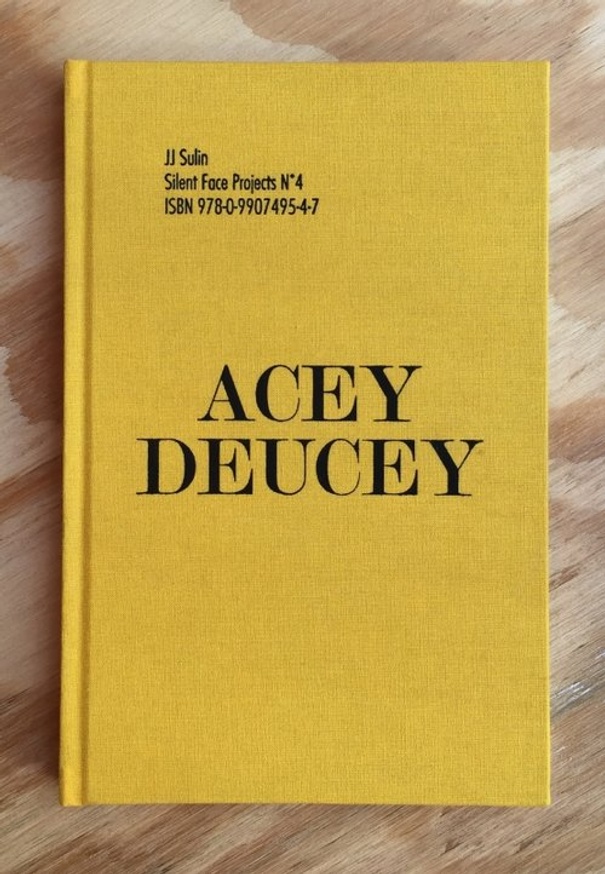 JJ Sulin
Silent Face Projects N°4
ISBN 978-0-9907495-4-7
ACEY
DEUCEY